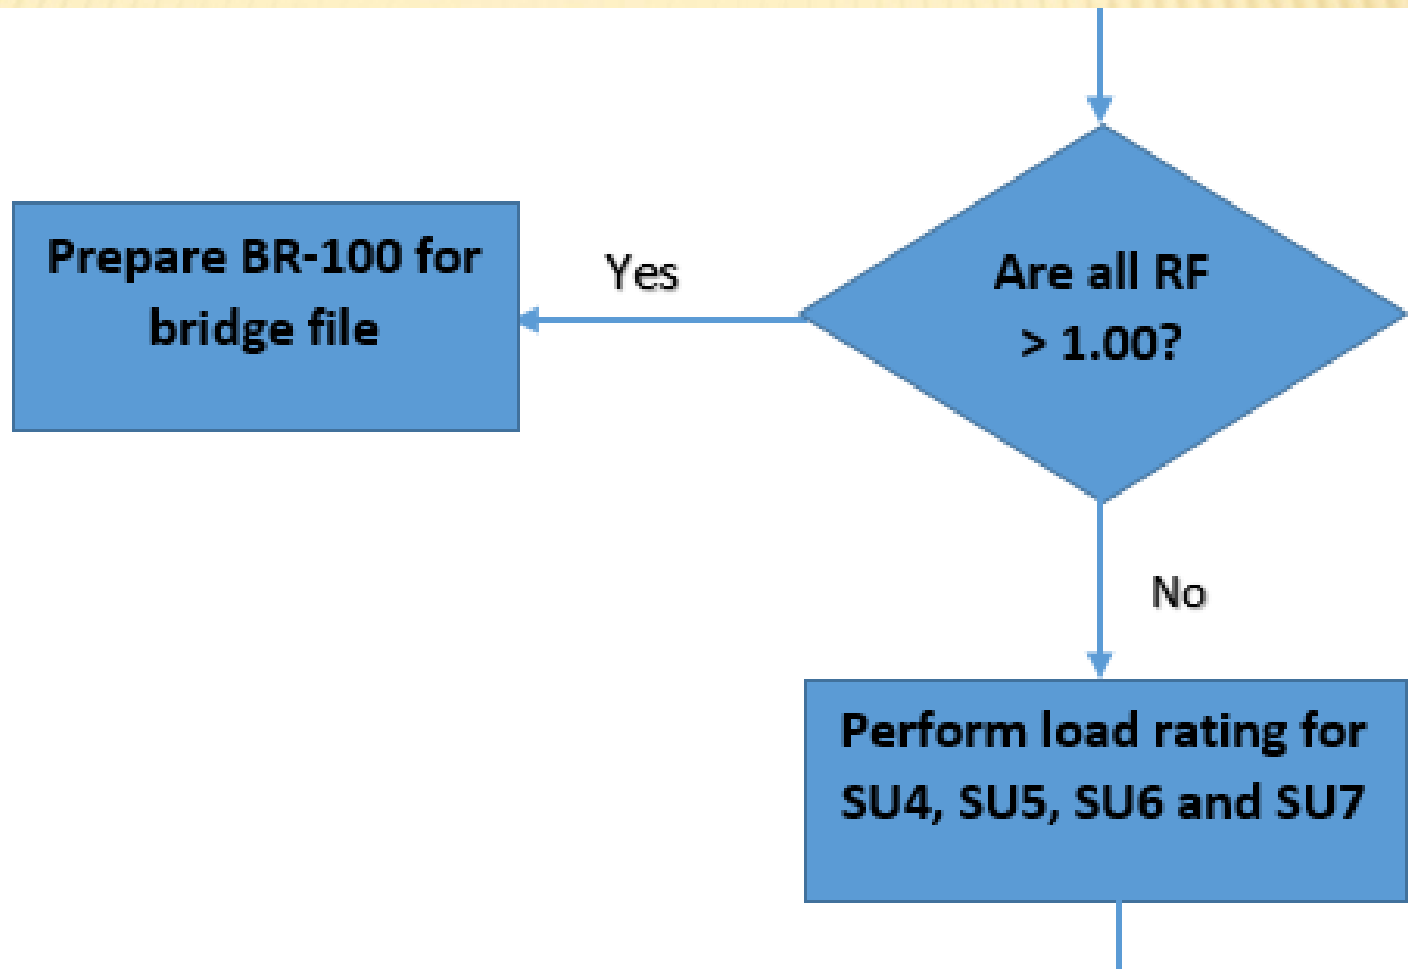 Prepare BR-100 for
bridge file
Yes
Are all RF
> 1.00?
No
Perform load rating for
SU4, SU5, SU6 and SU7